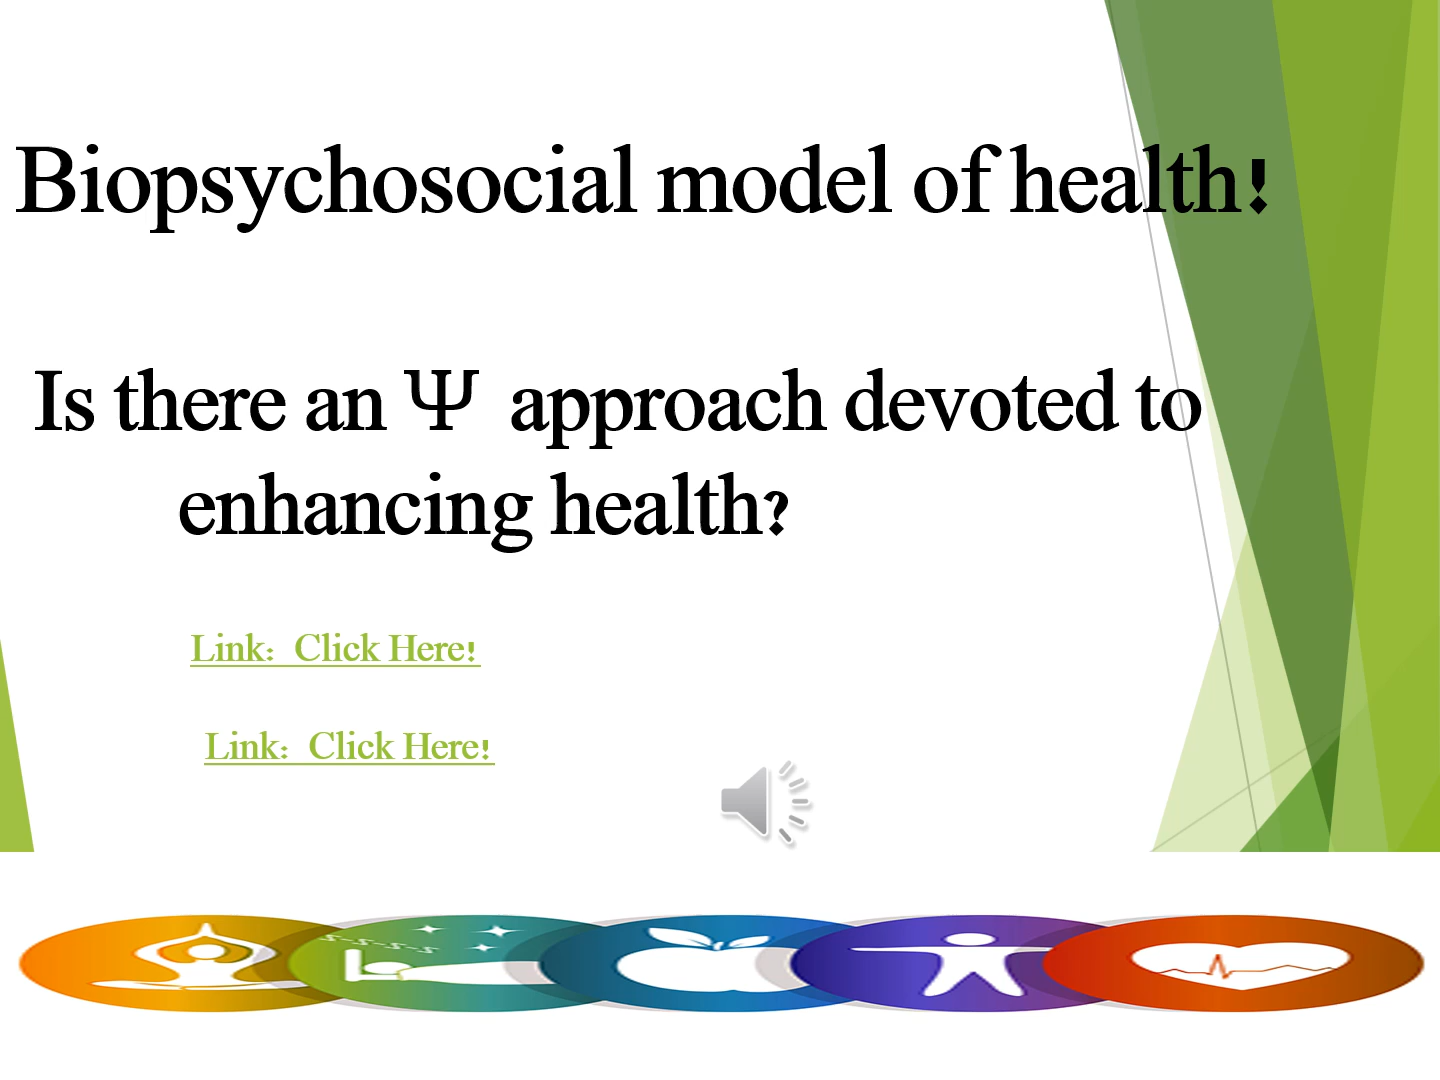 Biopsychosocial model of health!
Is there an Ψ approach devoted to
enhancing health?
Link: Click Here!
Link: Click Here!
s-s-s-s-s